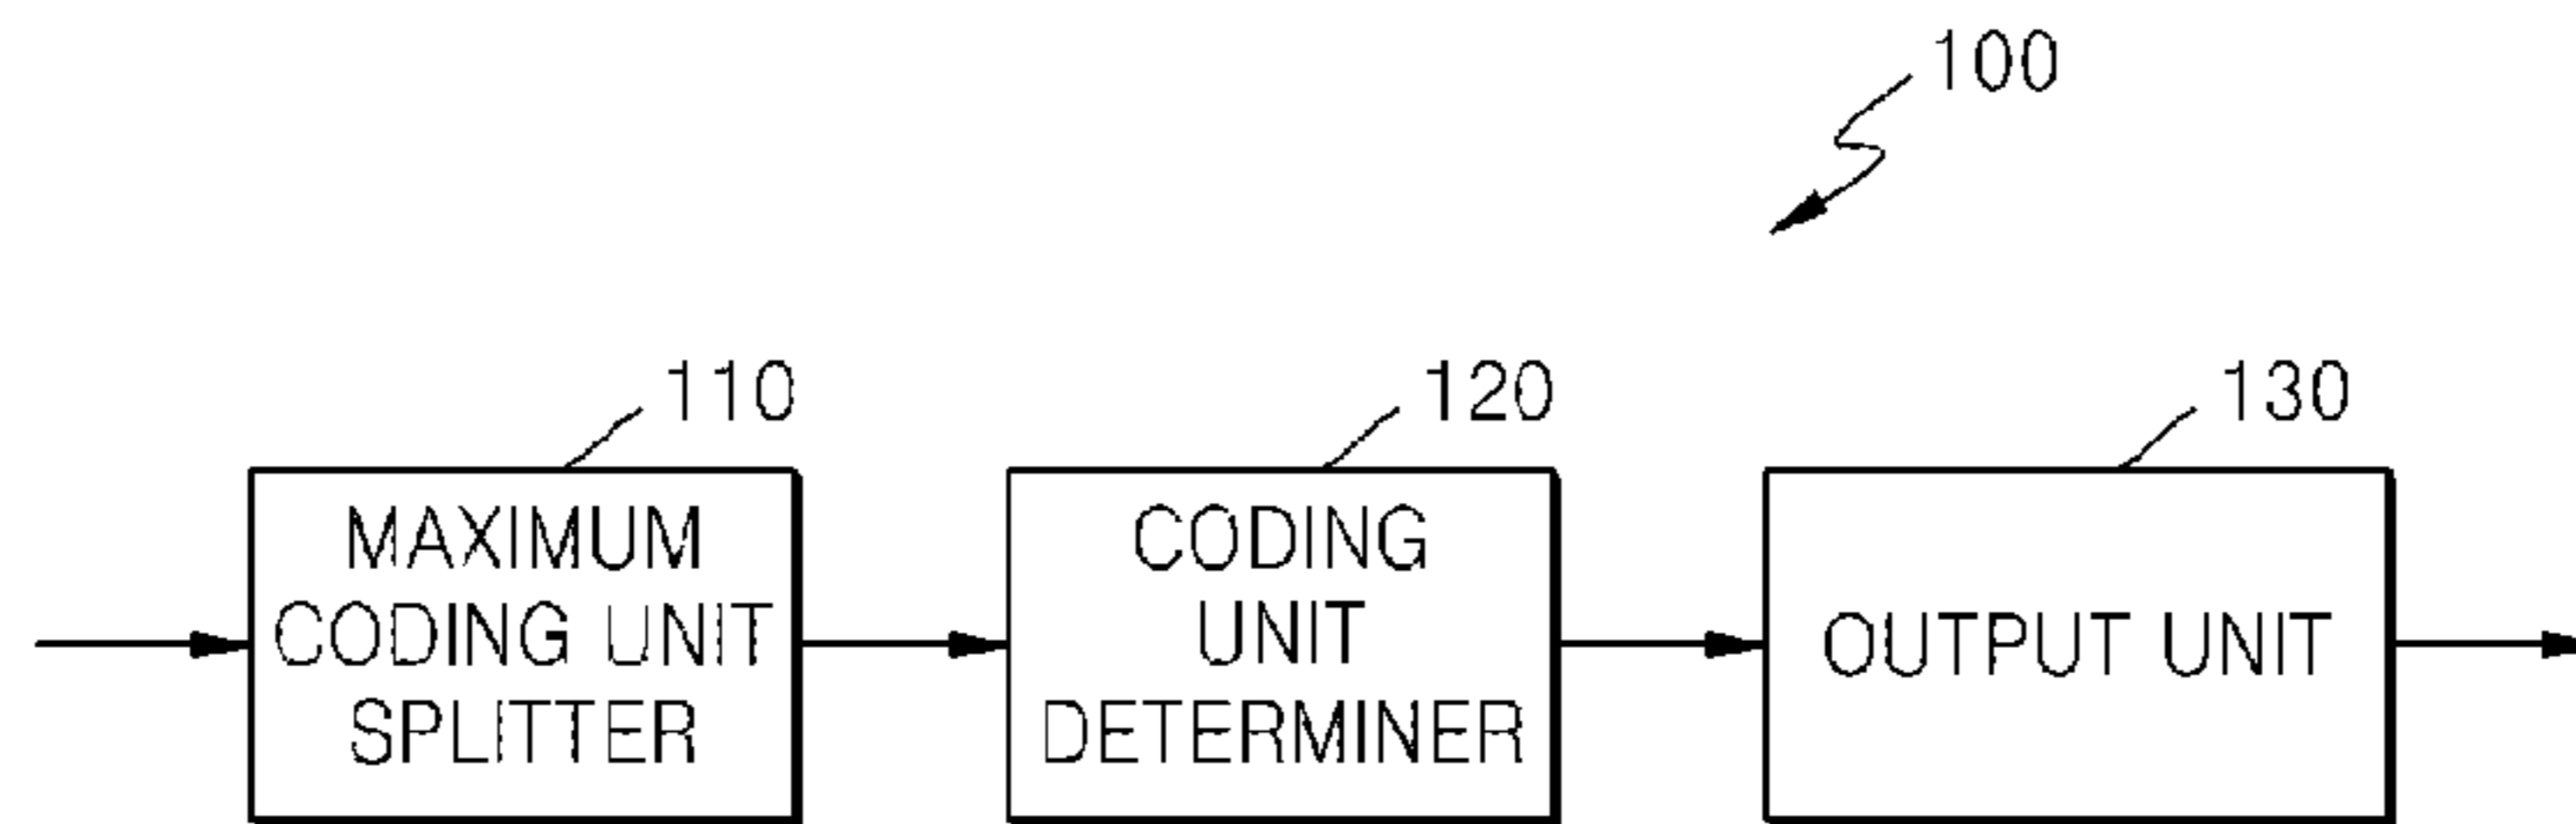 100
110
120
130
MAXIMUM
CODING UNIT
SPLITTER
CODING
UNIT
DETERMINER
OUTPUT UNIT